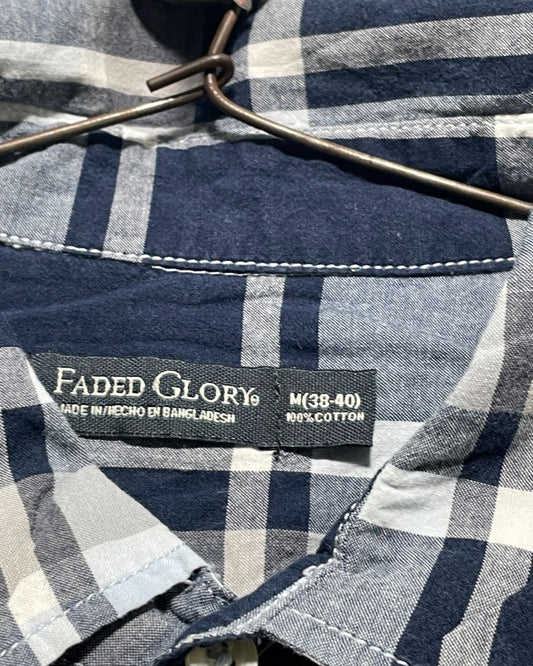 FADED GLORY®
MADE IN/HECHO EN BANGLADESH
M(38-40)
100% COTTON